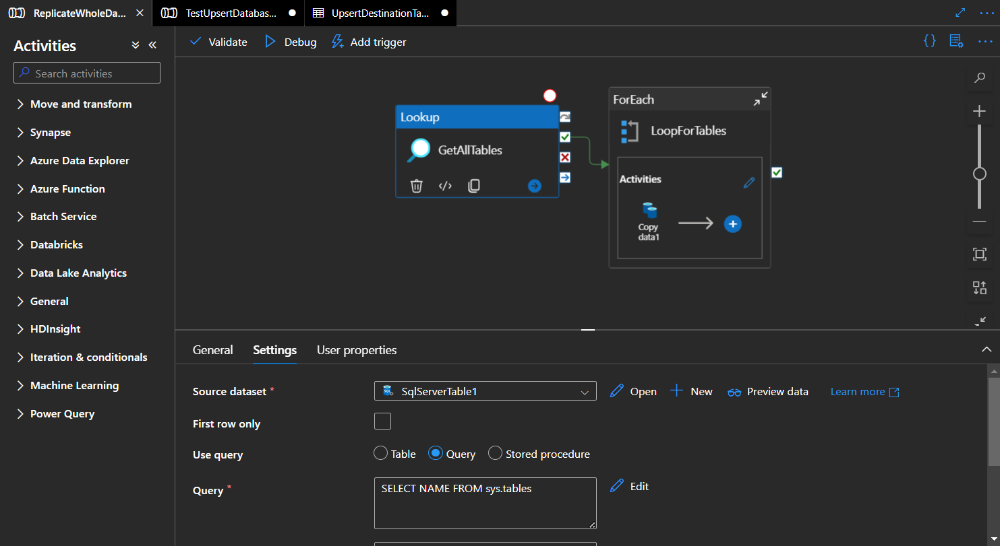 ReplicateWholeDa...
TestUpsertDatabas...
UpsertDestinationTa...
Activities
Search activities
Move and transform
Synapse
Azure Data Explorer
Azure Function
Batch Service
Databricks
Data Lake Analytics
General
HDInsight
Iteration & conditionals
Machine Learning
Power Query
Validate
Debug
Add trigger
Lookup
GetAllTables
ForEach
LoopForTables
Activities
Copy
data1
General
Settings
User properties
Source dataset *
SqlServerTable1
Open
New
Preview data
Learn more
First row only
Use query
Table
Query
Stored procedure
Query *
SELECT NAME FROM sys.tables
Edit